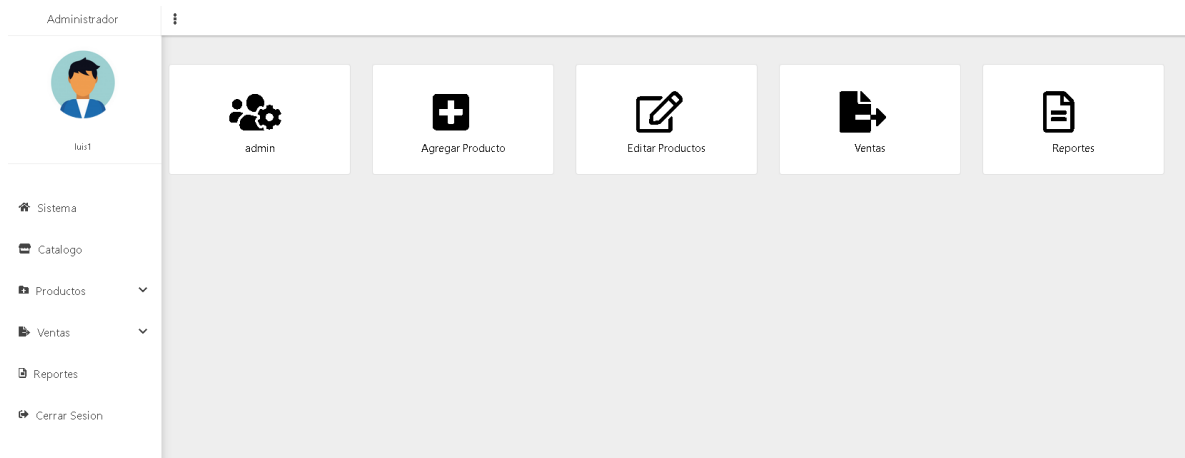 Administrador
luis1
Sistema
Catalogo
Productos
Ventas
Reportes
Cerrar Sesion
admin
Agregar Producto
Editar Productos
Ventas
Reportes